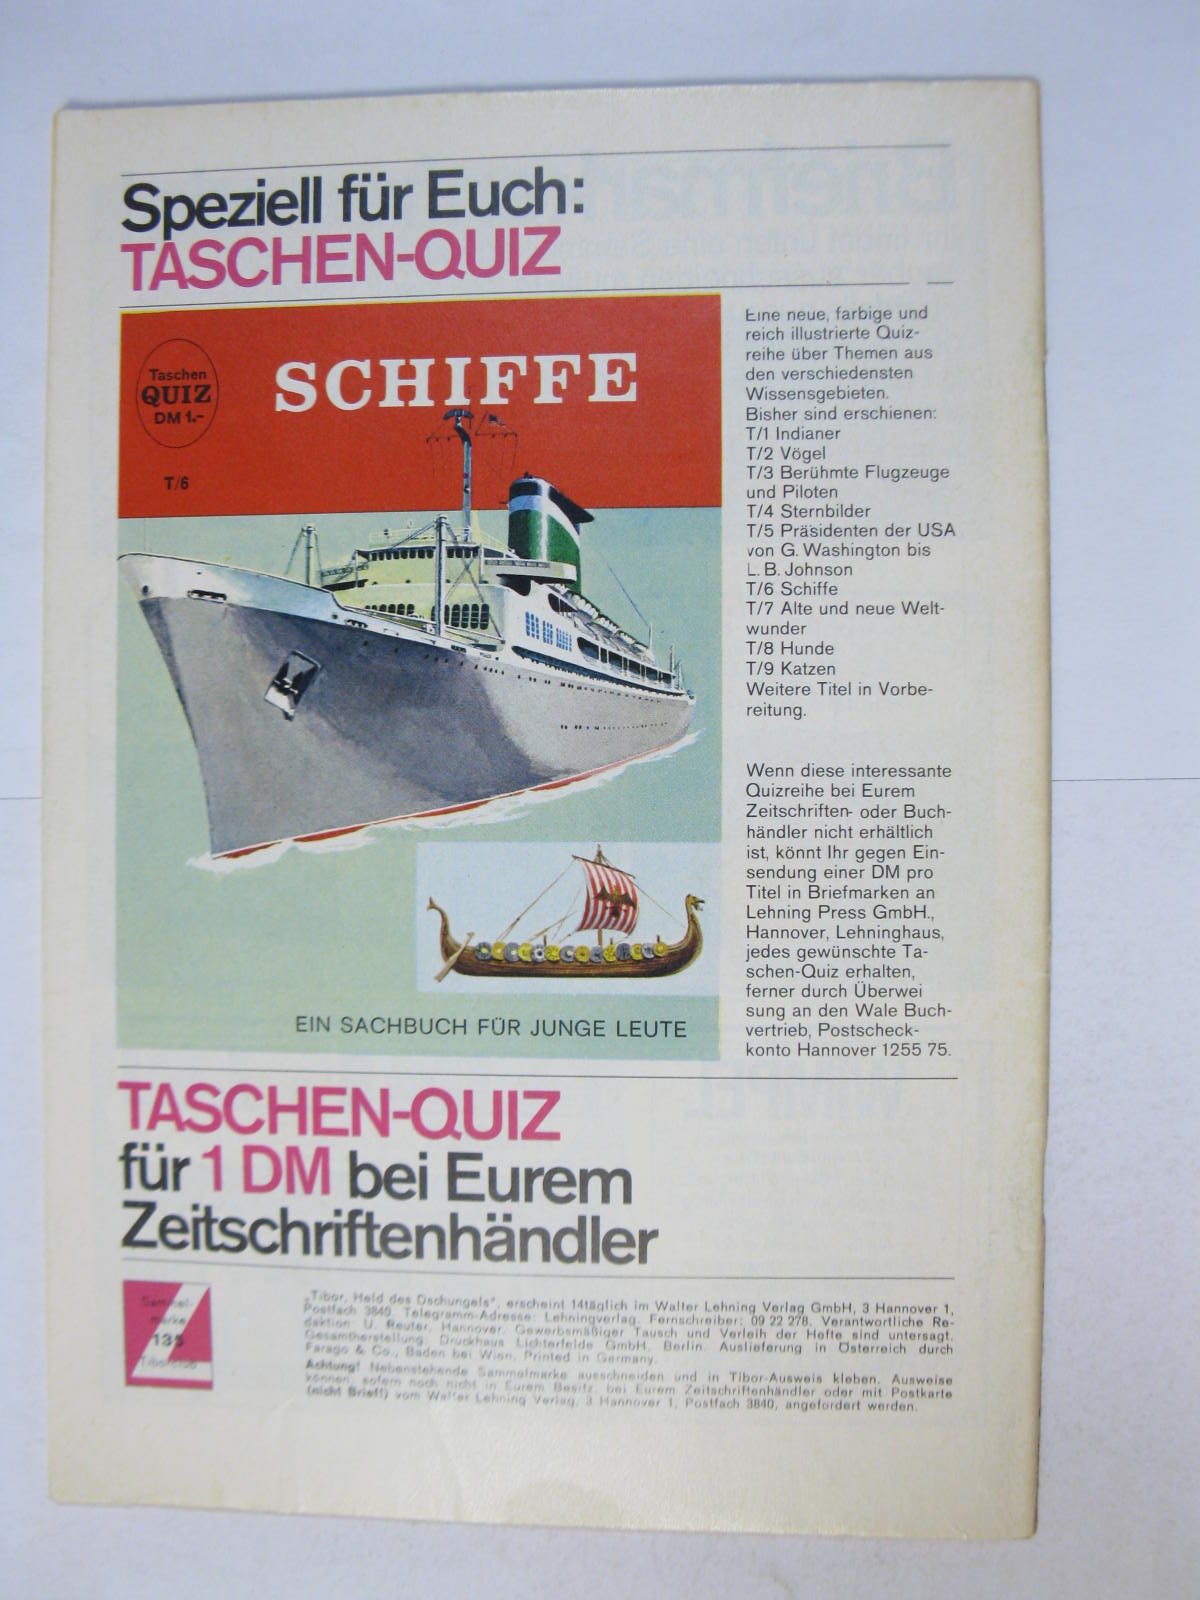 Speziell für Euch:
TASCHEN-QUIZ
Taschen
QUIZ
DM 1.-
T/6
SCHIFFE
EIN SACHBUCH FÜR JUNGE LEUTE
Eine neue, farbige und
reich illustrierte Quiz-
reihe über Themen aus
den verschiedensten
Wissensgebieten.
Bisher sind erschienen:
T/1 Indianer
T/2 Vögel
T/3 Berühmte Flugzeuge
und Piloten
T/4 Sternbilder
T/5 Präsidenten der USA
von G. Washington bis
L. B. Johnson
T/6 Schiffe
T/7 Alte und neue Welt-
wunder
T/8 Hunde
T/9 Katzen
Weitere Titel in Vorbe-
reitung.
Wenn diese interessante
Quizreihe bei Eurem
Zeitschriften- oder Buch-
händler nicht erhältlich
ist, könnt Ihr gegen Ein-
sendung einer DM pro
Titel in Briefmarken an
Lehning Press GmbH.,
Hannover, Lehninghaus,
jedes gewünschte Ta-
schen-Quiz erhalten,
ferner durch Überwei
sung an den Wale Buch-
vertrieb, Postscheck-
konto Hannover 1255 75.
TASCHEN-QUIZ
für 1 DM bei Eurem
Zeitschriftenhändler
Sammel-
marke
135
Tiborclub
„Tibor, Held des Dschungels", erscheint 14täglich im Walter Lehning Verlag GmbH, 3 Hannover 1,
Postfach 3840. Telegramm-Adresse: Lehningverlag. Fernschreiber: 09 22 278. Verantwortliche Re-
daktion: U. Reuter, Hannover. Gewerbsmäßiger Tausch und Verleih der Hefte sind untersagt.
Gesamtherstellung: Druckhaus Lichterfelde GmbH, Berlin. Auslieferung in Österreich durch
Farago & Co., Baden bei Wien. Printed in Germany.
Achtung! Nebenstehende Sammelmarke ausschneiden und in Tibor-Ausweis kleben. Ausweise
können, sofern noch nicht in Eurem Besitz, bei Eurem Zeitschriftenhändler oder mit Postkarte
(nicht Brief!) vom Walter Lehning Verlag, 3 Hannover 1, Postfach 3840, angefordert werden.